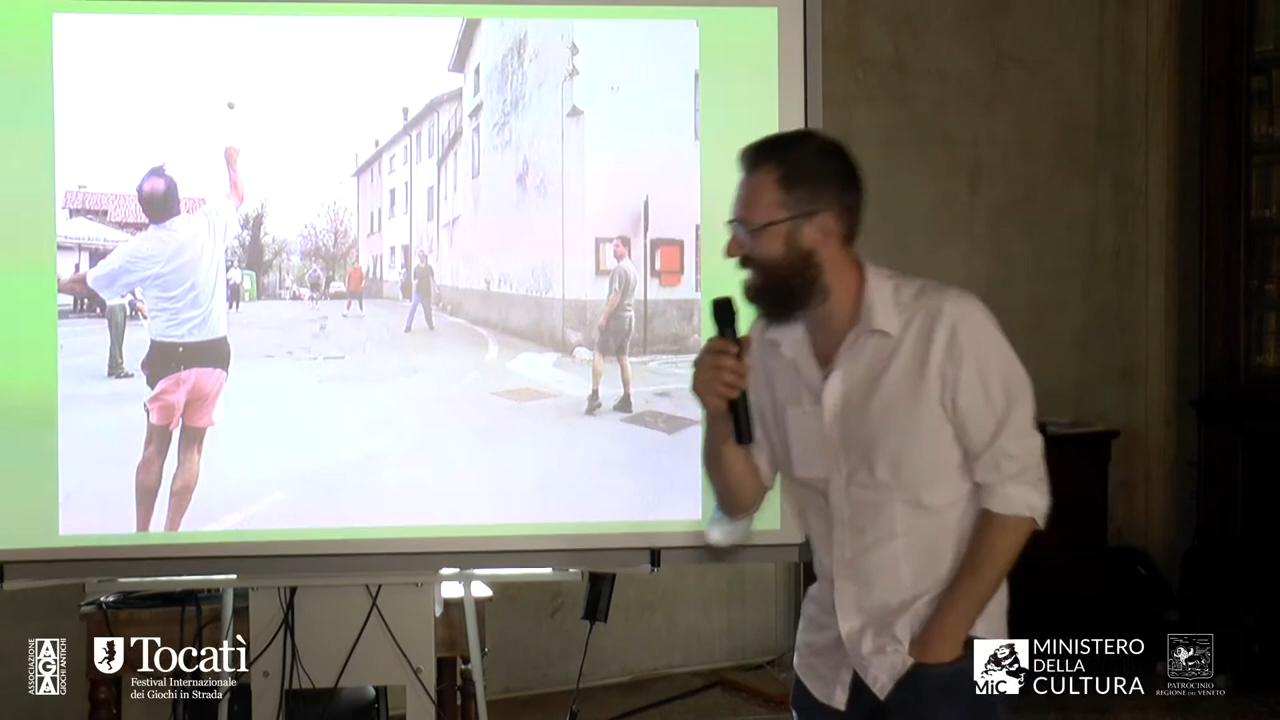 ASSOCIAZIONE
AGA
GIOCHI ANTICHI
Tocatì
Festival Internazionale
dei Giochi in Strada
MiC
MINISTERO
DELLA
CULTURA
PATROCINIO
REGIONE DEL VENETO